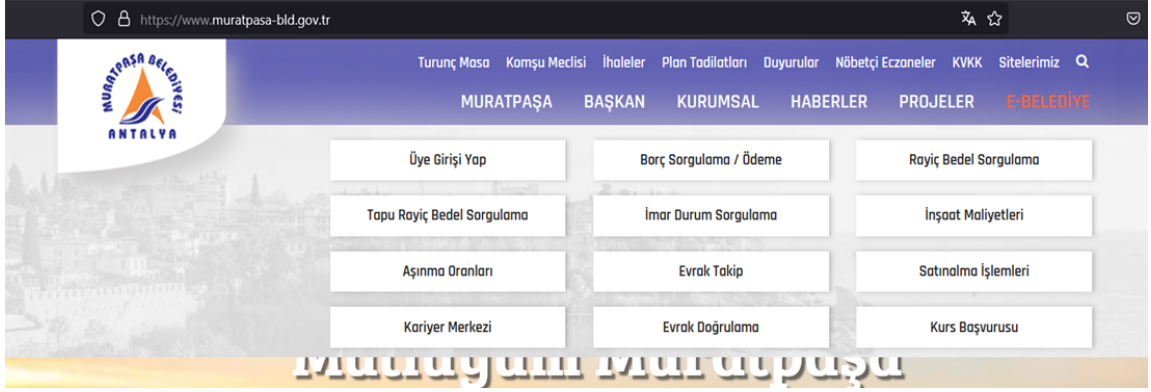 https://www.muratpasa-bld.gov.tr
MURATPAŞA BELEDİYESİ
ANTALYA
Turunç Masa Komşu Meclisi İhaleler Plan Tadilatları Duyurular Nöbetçi Eczaneler KVKK Sitelerimiz
MURATPAŞA BAŞKAN KURUMSAL HABERLER PROJELER E-BELEDİYE
Üye Girişi Yap Borç Sorgulama / Ödeme Rayiç Bedel Sorgulama
Tapu Rayiç Bedel Sorgulama İmar Durum Sorgulama İnşaat Maliyetleri
Aşınma Oranları Evrak Takip Satınalma İşlemleri
Kariyer Merkezi Evrak Doğrulama Kurs Başvurusu
Mutluyum Muratpaşa